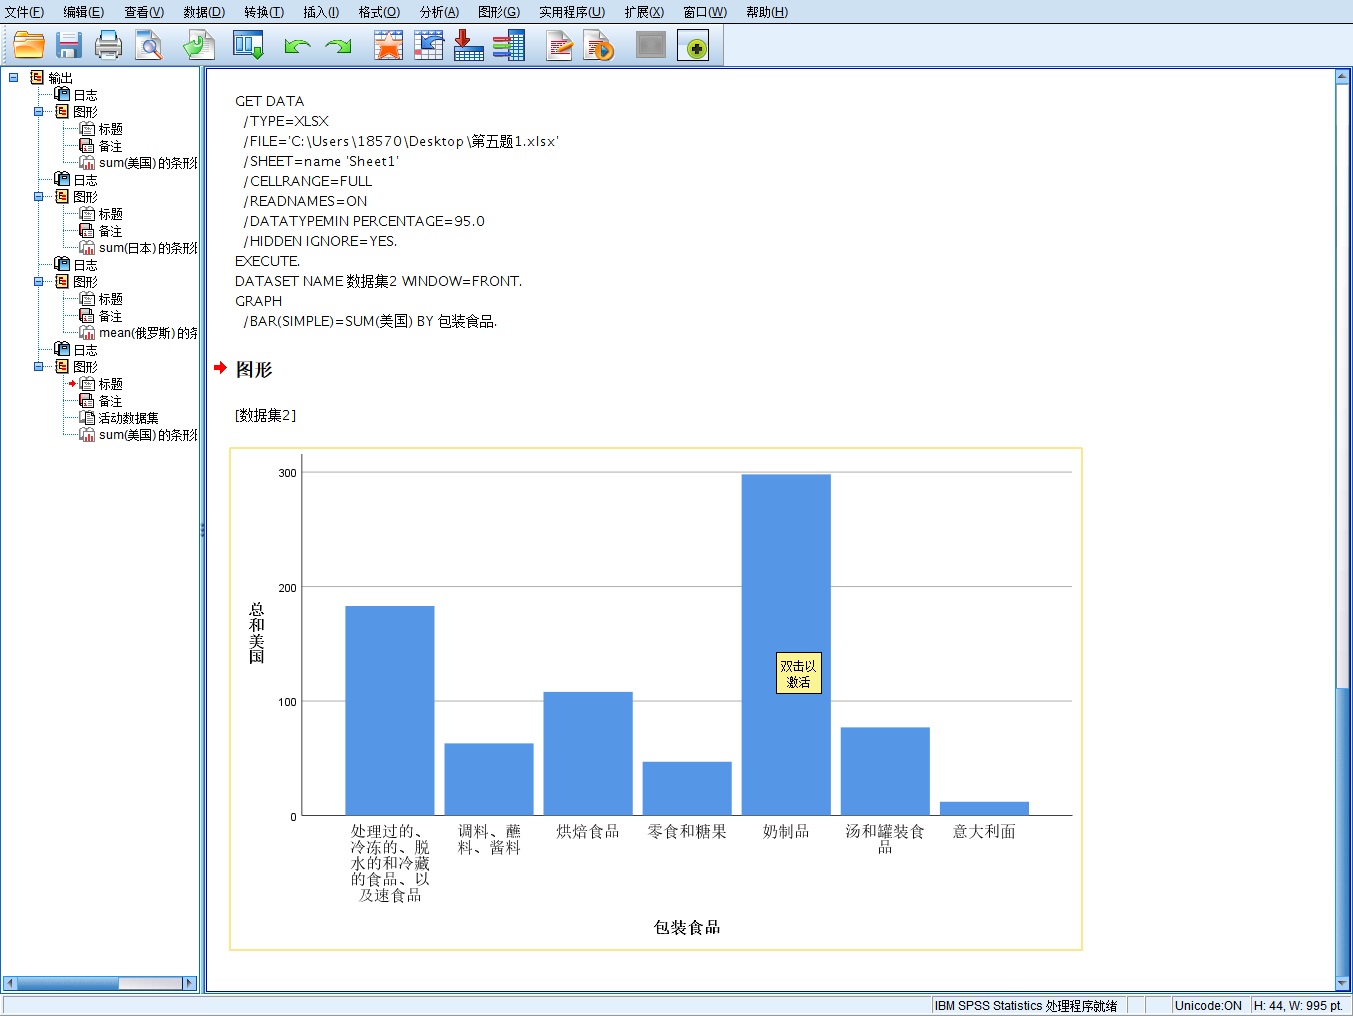 文件(F) 编辑(E) 查看(V) 数据(D) 转换(T) 插入(I) 格式(O) 分析(A) 图形(G) 实用程序(U) 扩展(X) 窗口(W) 帮助(H)
输出
日志
图形
标题
备注
sum(美国) 的条形
日志
图形
标题
备注
sum(日本) 的条形
日志
图形
标题
备注
mean(俄罗斯) 的条
日志
图形
标题
备注
活动数据集
sum(美国) 的条形
GET DATA
/TYPE=XLSX
/FILE='C:\Users\18570\Desktop\第五题1.xlsx'
/SHEET=name 'Sheet1'
/CELLRANGE=FULL
/READNAMES=ON
/DATATYPEMIN PERCENTAGE=95.0
/HIDDEN IGNORE=YES.
EXECUTE.
DATASET NAME 数据集2 WINDOW=FRONT.
GRAPH
/BAR(SIMPLE)=SUM(美国) BY 包装食品.
图形
[数据集2]
300
200
100
0
总和美国
双击以
激活
处理过的、
冷冻的、脱
水的和冷藏
的食品、以
及速食品
调料、蘸
料、酱料
烘焙食品
零食和糖果
奶制品
汤和罐装食
品
意大利面
包装食品
IBM SPSS Statistics 处理程序就绪
Unicode:ON
H: 44, W: 995 pt.